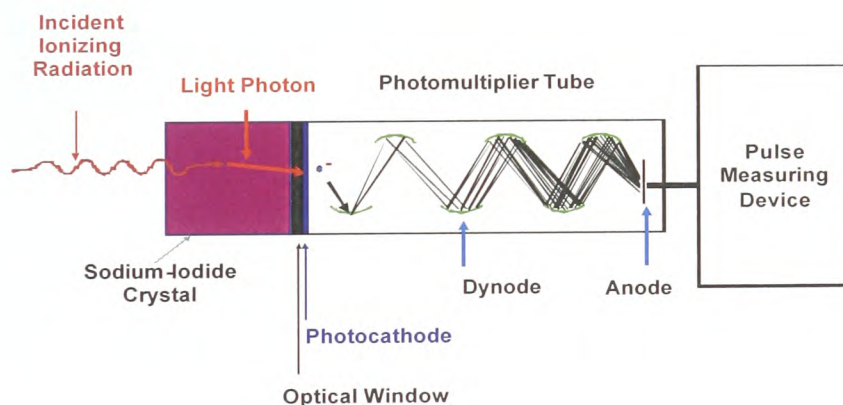 Incident
Ionizing
Radiation
Light Photon
Photomultiplier Tube
e-
Pulse
Measuring
Device
Sodium-Iodide
Crystal
Dynode
Anode
Photocathode
Optical Window